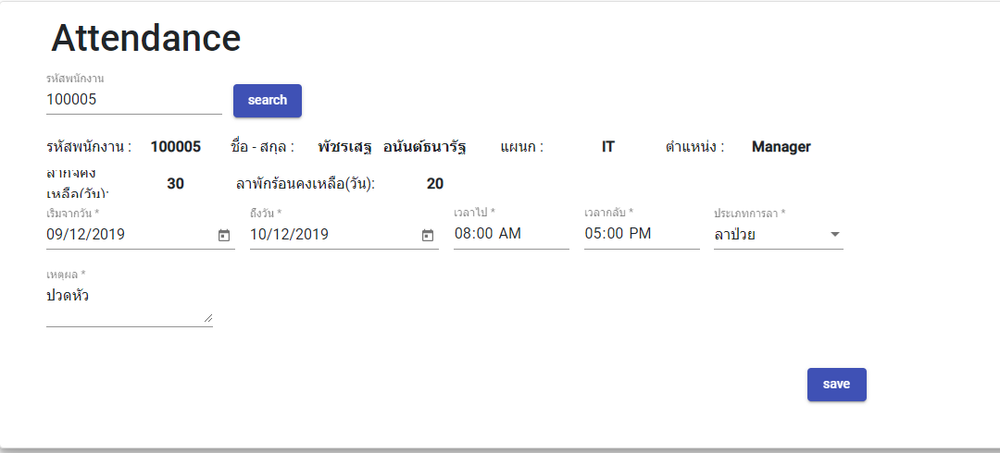 Attendance
รหัสพนักงาน
100005
search
รหัสพนักงาน : 100005 ชื่อ - สกุล : พัชรเสฐ อนันต์ธนารัฐ แผนก : IT ตำแหน่ง : Manager
ลากิจคง
เหลือ(วัน): 30 ลาพักร้อนคงเหลือ(วัน): 20
เริ่มจากวัน * ถึงวัน * เวลาไป * เวลากลับ * ประเภทการลา *
09/12/2019 10/12/2019 08:00 AM 05:00 PM ลาป่วย
เหตุผล *
ปวดหัว
save